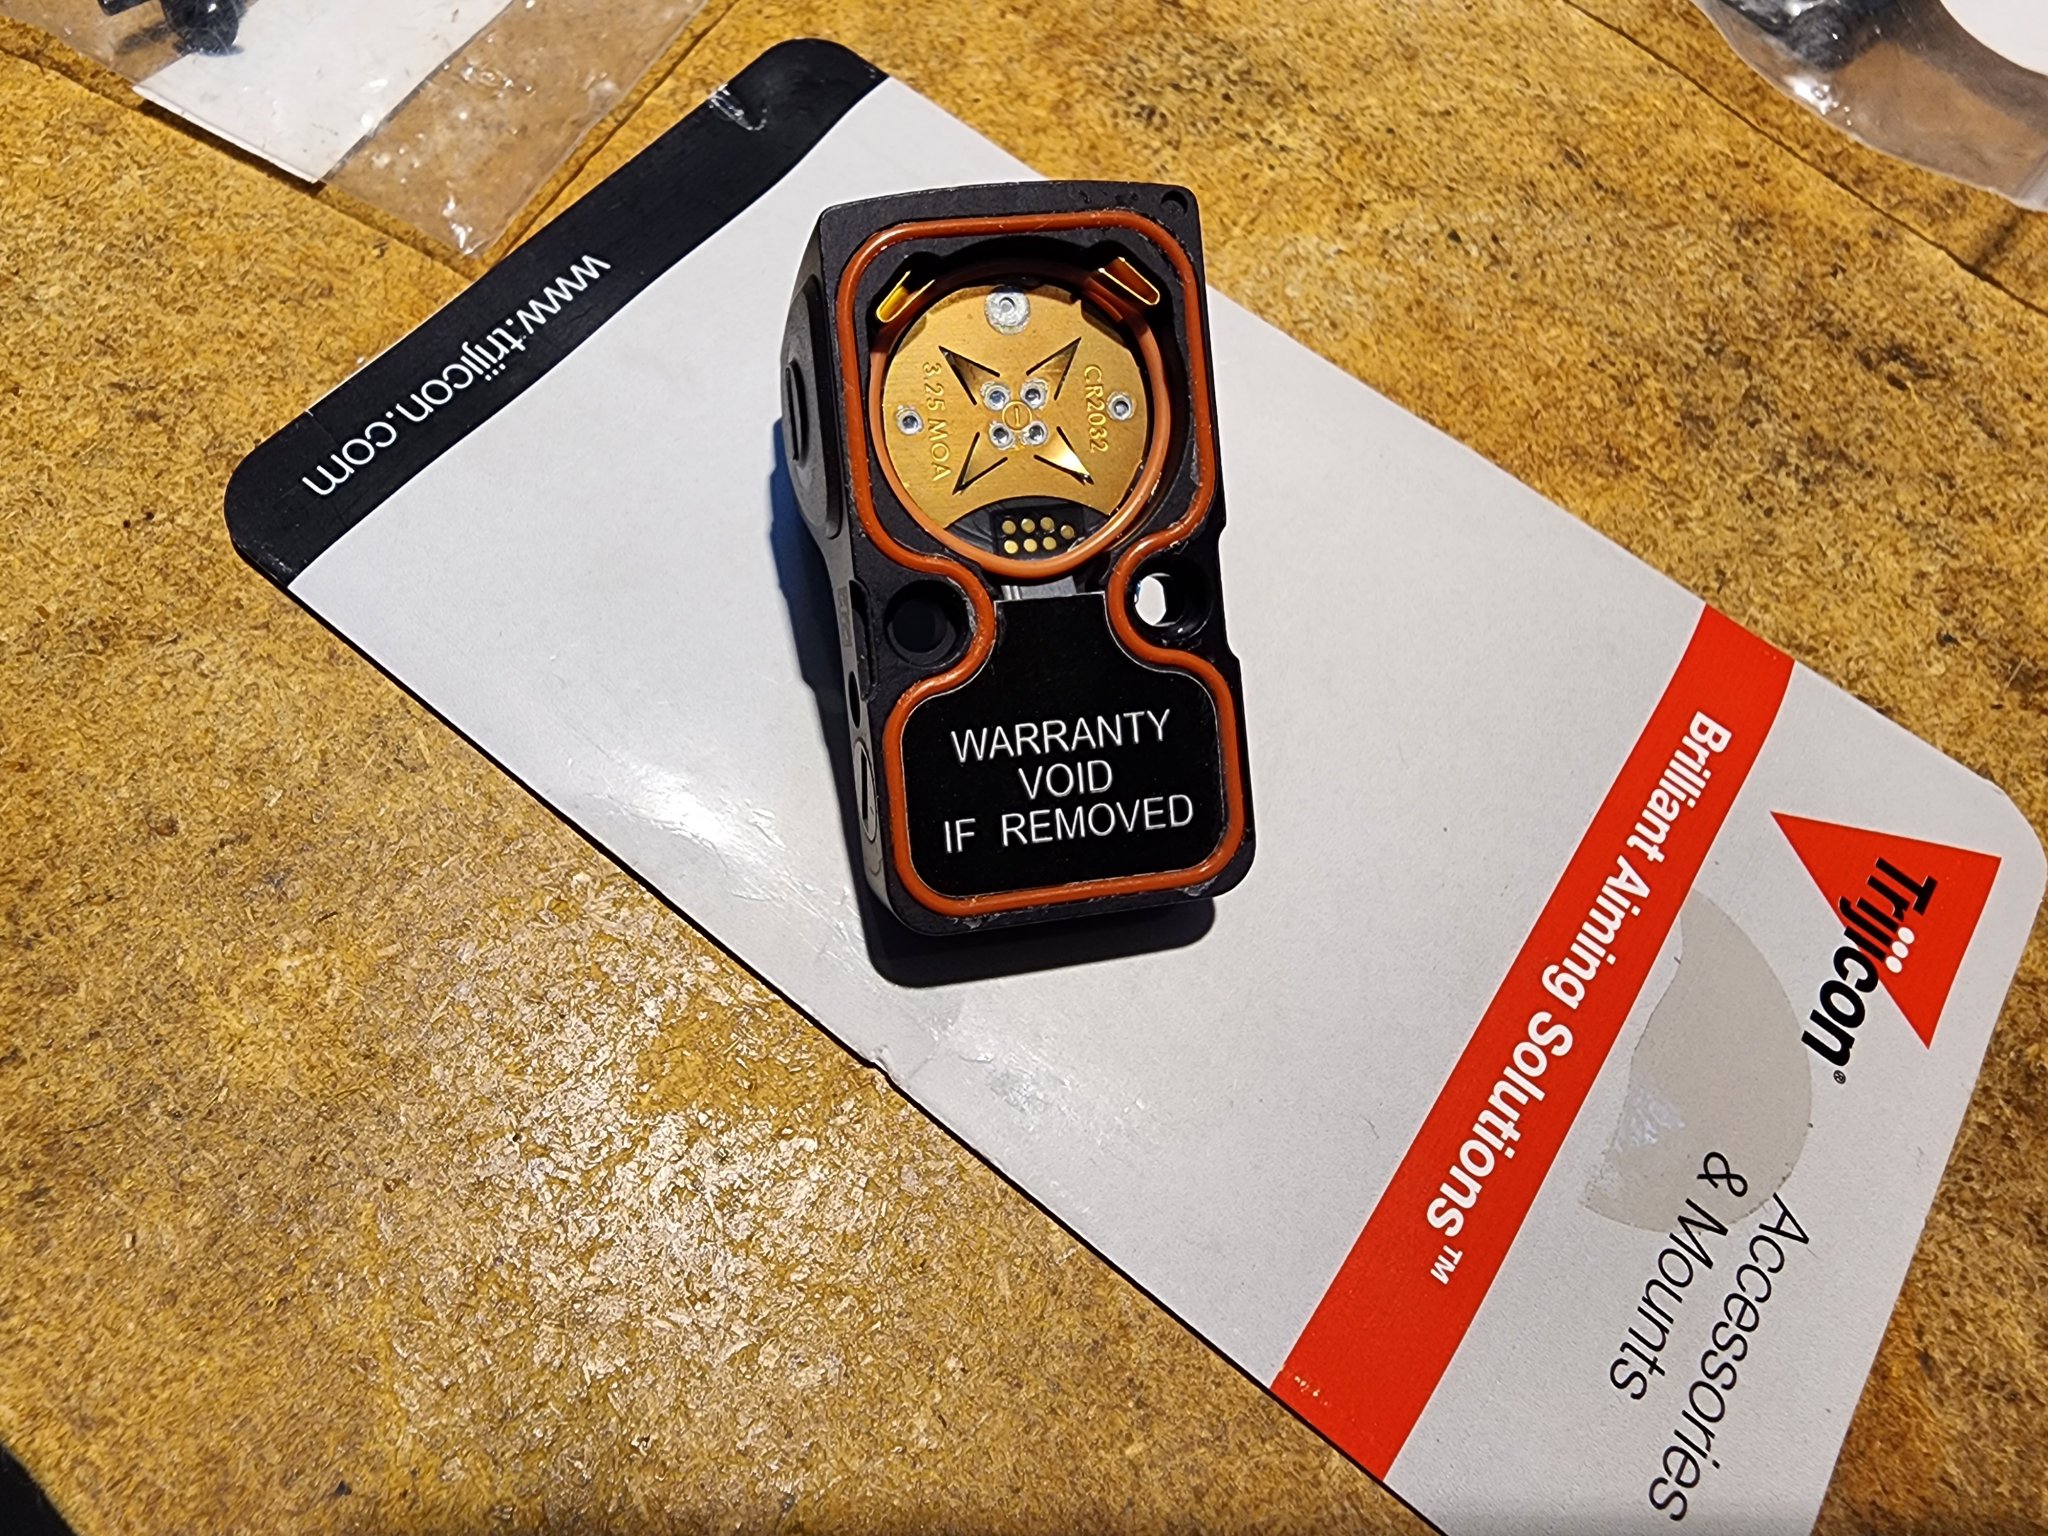 www.trijicon.com
CR2032
3.25 MOA
WARRANTY
VOID
IF REMOVED
Brilliant Aiming Solutions™
Trijicon®
Accessories
& Mounts